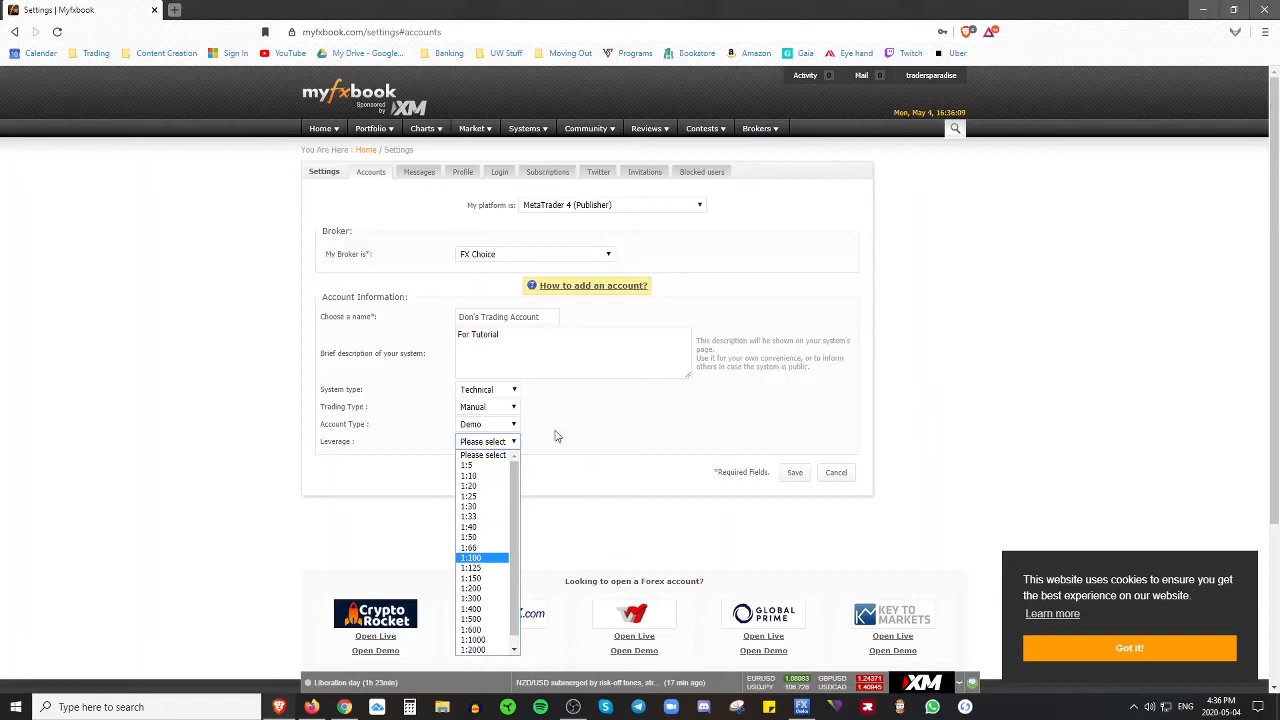 Settings | Myfxbook
myfxbook.com/settings#accounts
Calendar Trading Content Creation Sign In YouTube My Drive - Google... Banking UW Stuff Moving Out Programs Bookstore Amazon Gaia Eye hand Twitch Uber
Activity 0 Mail 0 tradersparadise
myfxbook
Sponsored by XM
Mon, May 4, 16:36:09
Home Portfolio Charts Market Systems Community Reviews Contests Brokers
You Are Here : Home / Settings
Settings Accounts Messages Profile Login Subscriptions Twitter Invitations Blocked users
My platform is: MetaTrader 4 (Publisher)
Broker:
My Broker is*: FX Choice
How to add an account?
Account Information:
Choose a name*: Don's Trading Account
Brief description of your system: For Tutorial
This description will be shown on your system's
page.
Use it for your own convenience, or to inform
others in case the system is public.
System type: Technical
Trading Type : Manual
Account Type : Demo
Leverage : Please select
Please select
1:5
1:10
1:20
1:25
1:30
1:33
1:40
1:50
1:66
1:100
1:125
1:150
1:200
1:300
1:400
1:500
1:600
1:1000
1:2000
*Required Fields. Save Cancel
Looking to open a Forex account?
Crypto Rocket
.com
GLOBAL PRIME
KEY TO MARKETS
Open Live Open Live Open Live Open Live
Open Demo Open Demo Open Demo Open Demo
This website uses cookies to ensure you get
the best experience on our website.
Learn more
Got it!
Liberation day (1h 23min)
NZD/USD submerged by risk-off tones, str... (17 min ago)
EURUSD 1.08083 GBPUSD 1.24371
USDJPY 106.726 USDCAD 1.40945
XM
Type here to search
ENG
4:36 PM
2020-05-04